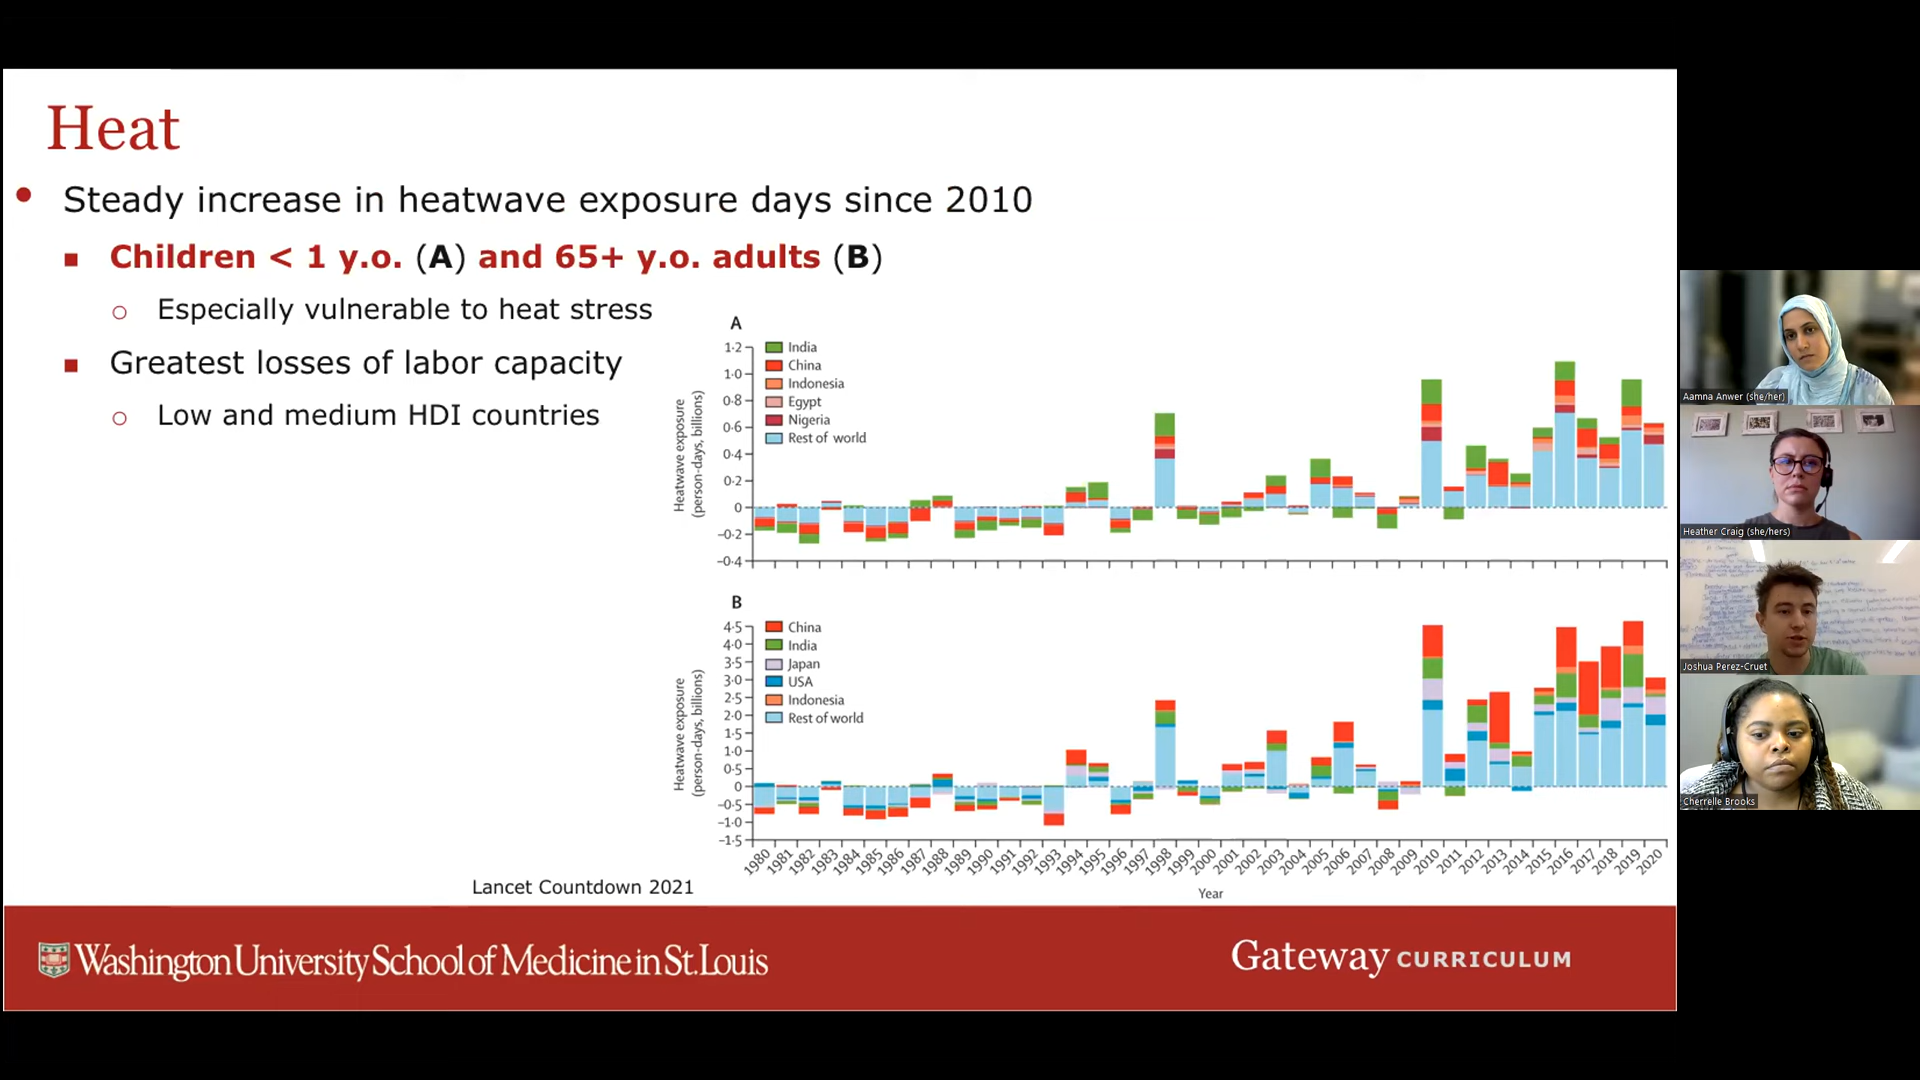 Heat
Steady increase in heatwave exposure days since 2010
Children < 1 y.o. (A) and 65+ y.o. adults (B)
Especially vulnerable to heat stress
Greatest losses of labor capacity
Low and medium HDI countries
A
Heatwave exposure
(person-days, billions)
1·2
1·0
0·8
0·6
0·4
0·2
0
–0·2
–0·4
India
China
Indonesia
Egypt
Nigeria
Rest of world
B
Heatwave exposure
(person-days, billions)
4·5
4·0
3·5
3·0
2·5
2·0
1·5
1·0
0·5
0
–0·5
–1·0
–1·5
China
India
Japan
USA
Indonesia
Rest of world
1980 1981 1982 1983 1984 1985 1986 1987 1988 1989 1990 1991 1992 1993 1994 1995 1996 1997 1998 1999 2000 2001 2002 2003 2004 2005 2006 2007 2008 2009 2010 2011 2012 2013 2014 2015 2016 2017 2018 2019 2020
Year
Lancet Countdown 2021
Washington University School of Medicine in St. Louis
Gateway CURRICULUM
Aamna Anwer (she/her)
Heather Craig (she/hers)
Joshua Perez-Cruet
Cherrelle Brooks